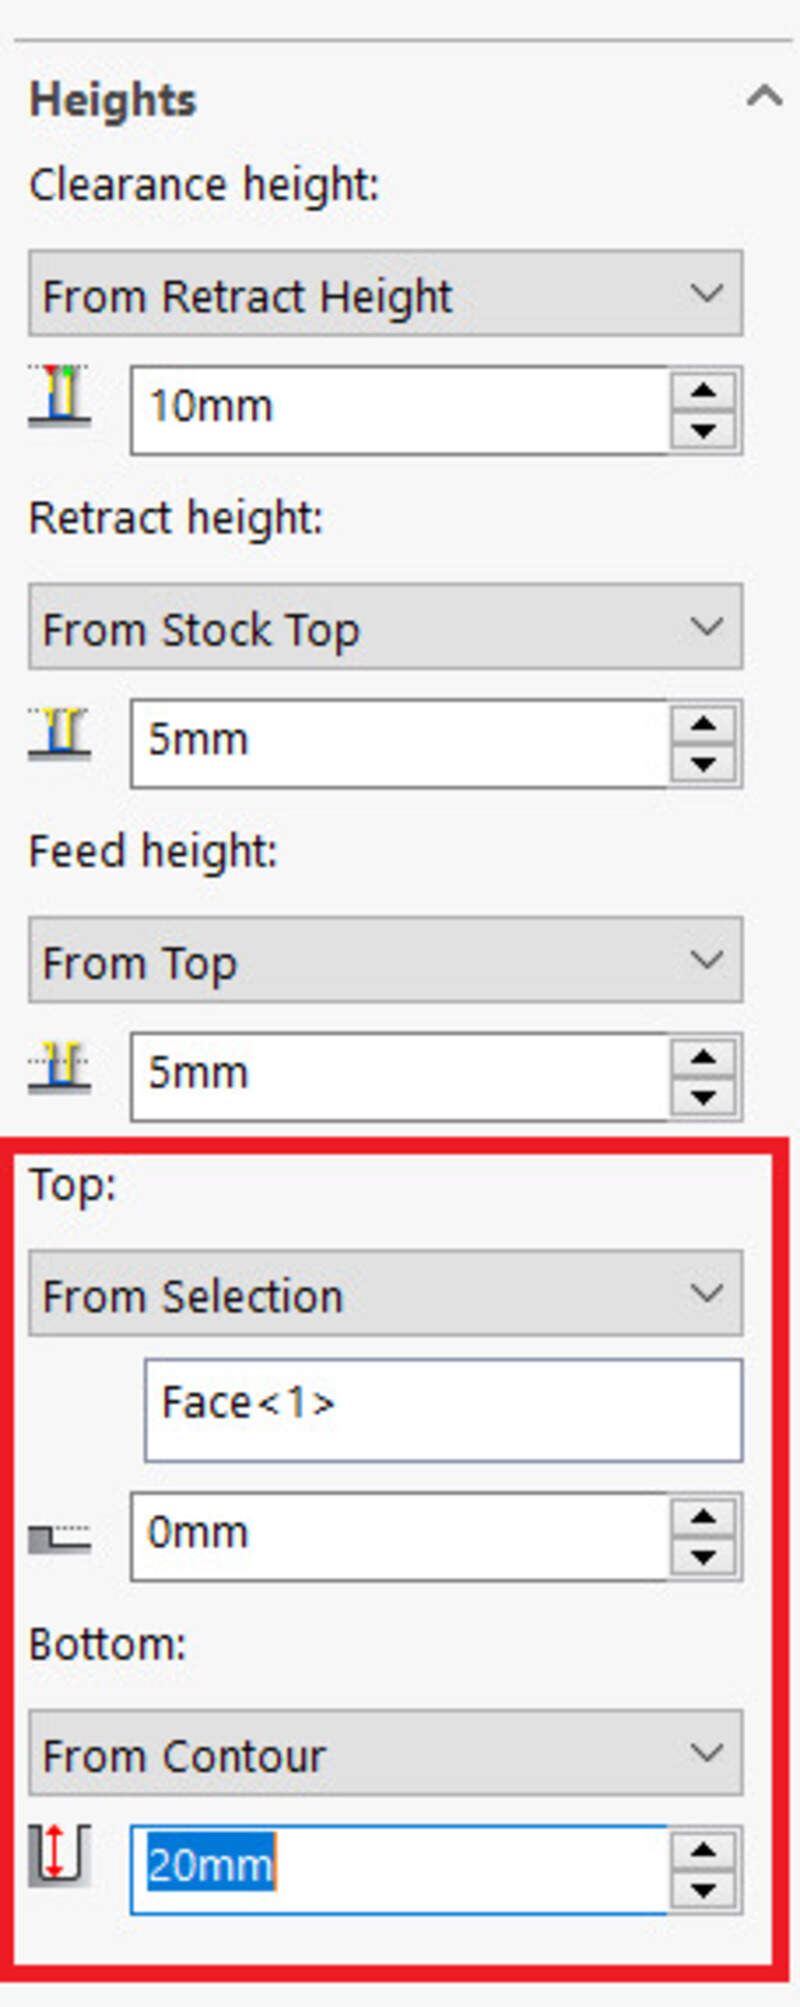 Heights
Clearance height:
From Retract Height
10mm
Retract height:
From Stock Top
5mm
Feed height:
From Top
5mm
Top:
From Selection
Face<1>
0mm
Bottom:
From Contour
20mm